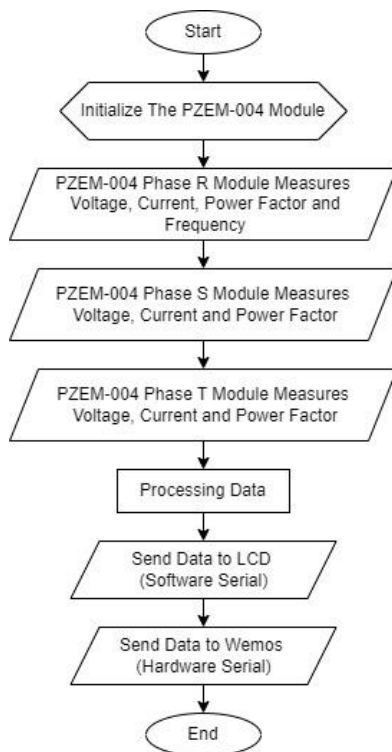 Start
Initialize The PZEM-004 Module
PZEM-004 Phase R Module Measures
Voltage, Current, Power Factor and
Frequency
PZEM-004 Phase S Module Measures
Voltage, Current and Power Factor
PZEM-004 Phase T Module Measures
Voltage, Current and Power Factor
Processing Data
Send Data to LCD
(Software Serial)
Send Data to Wemos
(Hardware Serial)
End